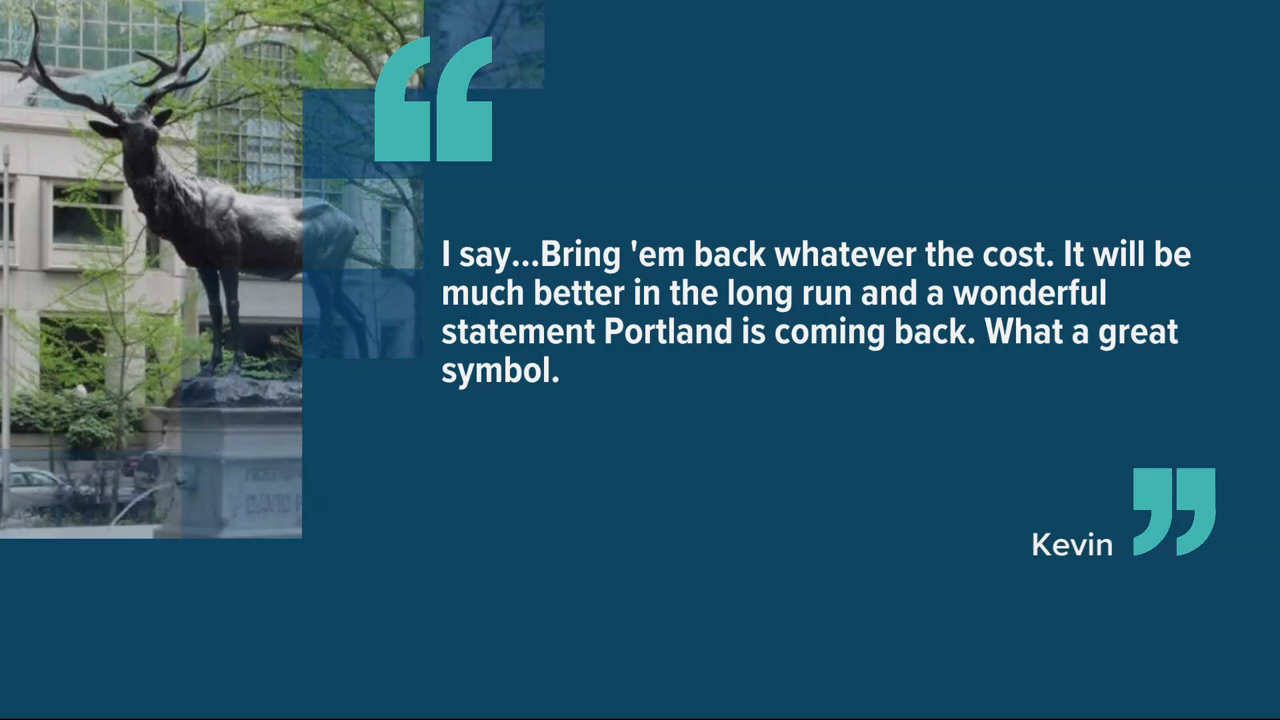 I say...Bring 'em back whatever the cost. It will be
much better in the long run and a wonderful
statement Portland is coming back. What a great
symbol.
Kevin